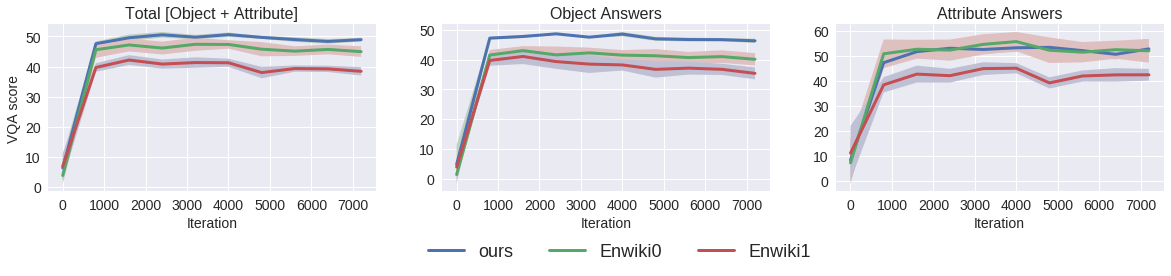 Total [Object + Attribute]
Object Answers
Attribute Answers
VQA score
50
40
30
20
10
0
0 1000 2000 3000 4000 5000 6000 7000
Iteration
50
40
30
20
10
0
0 1000 2000 3000 4000 5000 6000 7000
Iteration
60
50
40
30
20
10
0
0 1000 2000 3000 4000 5000 6000 7000
Iteration
ours Enwiki0 Enwiki1